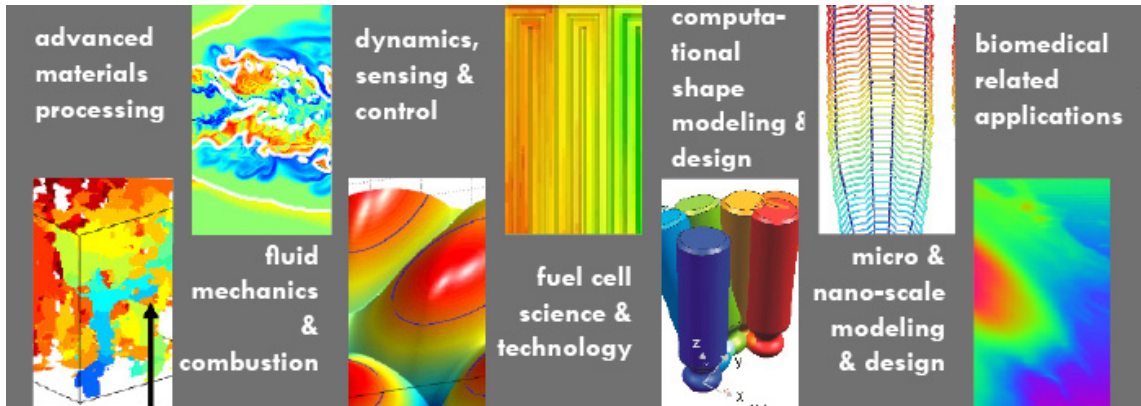 advanced
materials
processing
fluid
mechanics
&
combustion
dynamics,
sensing &
control
fuel cell
science &
technology
computa-
tional
shape
modeling &
design
z
y
x
micro &
nano-scale
modeling
& design
biomedical
related
applications